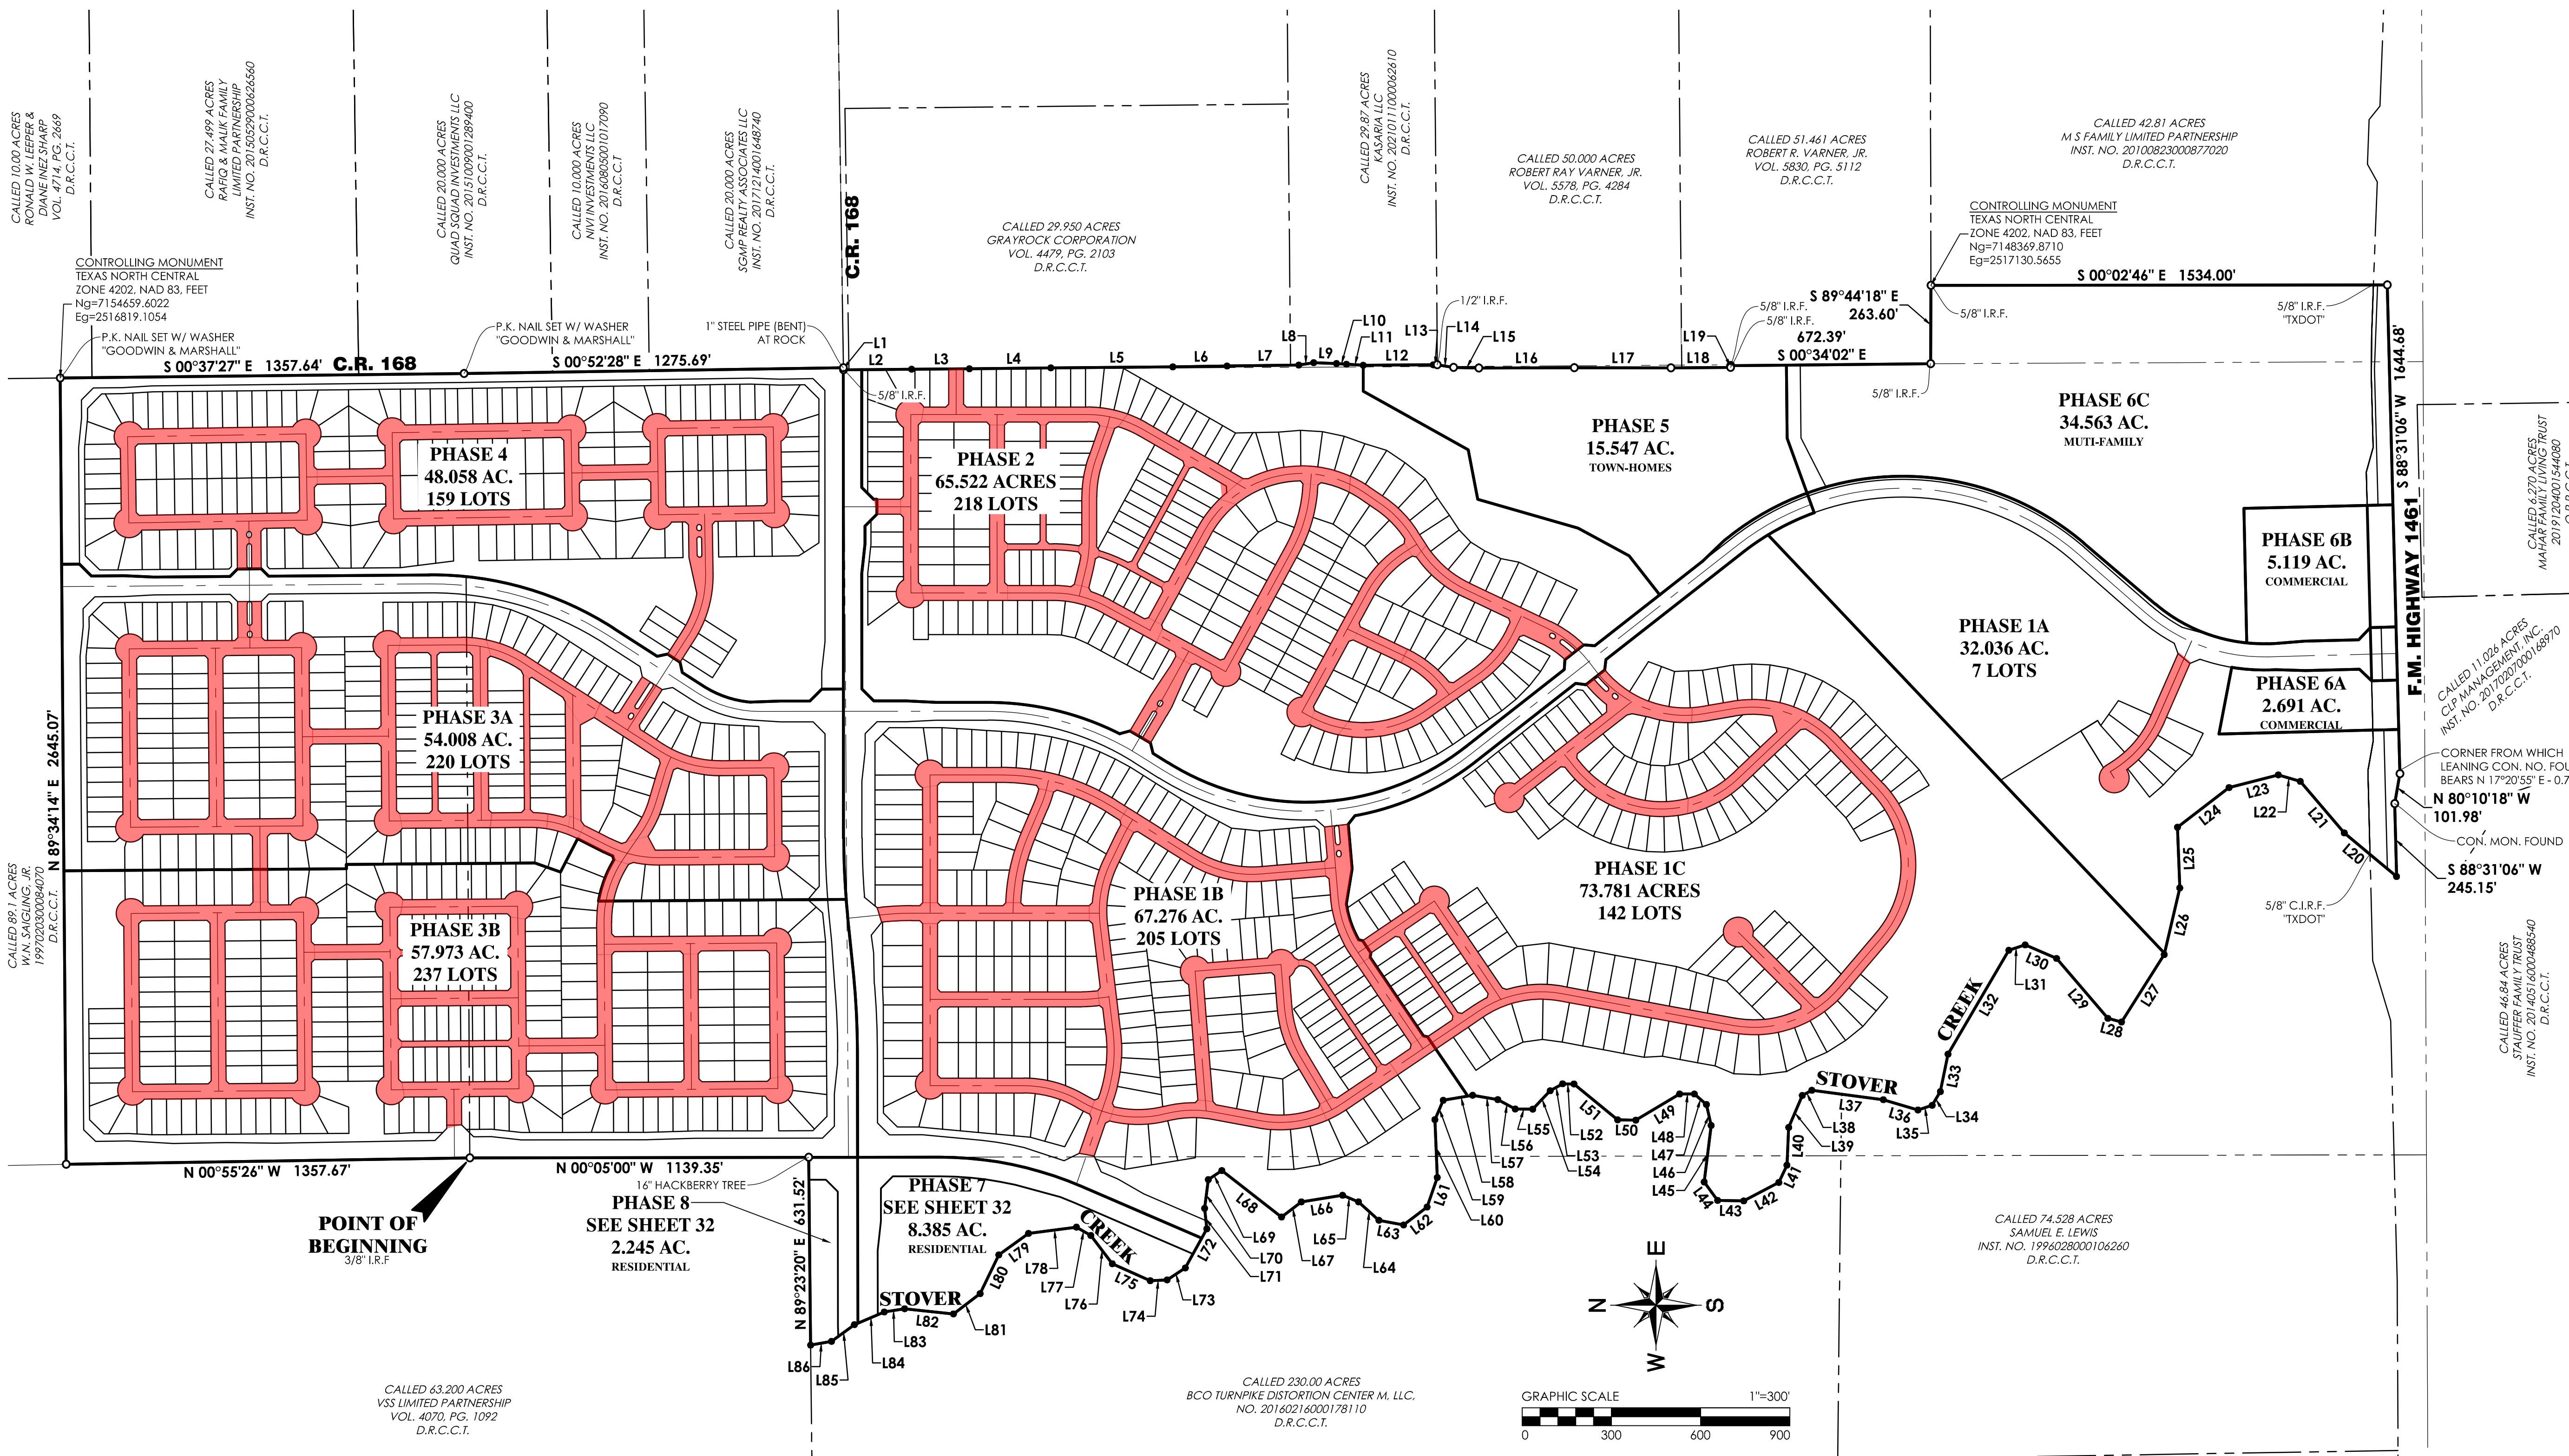 CALLED 10.00 ACRES
RONALD W. LEEPER &
DIANE INEZ SHARP
VOL. 4714, PG. 2669
D.R.C.C.T.
CALLED 27.499 ACRES
RAFIQ & MALIK FAMILY
LIMITED PARTNERSHIP
INST. NO. 20150529000626560
D.R.C.C.T.
CALLED 20.000 ACRES
QUAD SQUAD INVESTMENTS LLC
INST. NO. 20151009001289400
D.R.C.C.T.
CALLED 10.000 ACRES
NIVI INVESTMENTS LLC
INST. NO. 20160805001017090
D.R.C.C.T
CALLED 20.000 ACRES
SGMP REALTY ASSOCIATES LLC
INST. NO. 20171214001648740
D.R.C.C.T.
C.R. 168
CALLED 29.950 ACRES
GRAYROCK CORPORATION
VOL. 4479, PG. 2103
D.R.C.C.T.
CALLED 29.87 ACRES
KASARIA LLC
INST. NO. 20210111000062610
D.R.C.C.T.
CALLED 50.000 ACRES
ROBERT RAY VARNER, JR.
VOL. 5578, PG. 4284
D.R.C.C.T.
CALLED 51.461 ACRES
ROBERT R. VARNER, JR.
VOL. 5830, PG. 5112
D.R.C.C.T.
CALLED 42.81 ACRES
M S FAMILY LIMITED PARTNERSHIP
INST. NO. 20100823000877020
D.R.C.C.T.
CONTROLLING MONUMENT
TEXAS NORTH CENTRAL
ZONE 4202, NAD 83, FEET
Ng=7154659.6022
Eg=2516819.1054
P.K. NAIL SET W/ WASHER
"GOODWIN & MARSHALL"
S 00°37'27" E 1357.64' C.R. 168
P.K. NAIL SET W/ WASHER
"GOODWIN & MARSHALL"
S 00°52'28" E 1275.69'
1" STEEL PIPE (BENT)
AT ROCK
5/8" I.R.F.
L1
L2
L3
L4
L5
L6
L7
L8
L9
L10
L11
L12
L13
L14
L15
L16
L17
L18
L19
1/2" I.R.F.
5/8" I.R.F.
5/8" I.R.F.
672.39'
S 00°34'02" E
S 89°44'18" E
263.60'
CONTROLLING MONUMENT
TEXAS NORTH CENTRAL
ZONE 4202, NAD 83, FEET
Ng=7148369.8710
Eg=2517130.5655
S 00°02'46" E 1534.00'
5/8" I.R.F.
5/8" I.R.F.
5/8" I.R.F.
"TXDOT"
S 88°31'06" W 1644.68'
F.M. HIGHWAY 1461
CALLED 6.270 ACRES
MAHAR FAMILY LIVING TRUST
20191204001544080
CALLED 11.026 ACRES
CLP MANAGEMENT, INC.
INST. NO. 20170207000168970
D.R.C.C.T.
CORNER FROM WHICH
LEANING CON. NO. FOU
BEARS N 17°20'55" E - 0.7
N 80°10'18" W
101.98'
CON. MON. FOUND
S 88°31'06" W
245.15'
5/8" C.I.R.F.
"TXDOT"
CALLED 46.84 ACRES
STAUFFER FAMILY TRUST
INST. NO. 20140516000488540
D.R.C.C.T.
PHASE 4
48.058 AC.
159 LOTS
PHASE 2
65.522 ACRES
218 LOTS
PHASE 5
15.547 AC.
TOWN-HOMES
PHASE 6C
34.563 AC.
MUTI-FAMILY
PHASE 6B
5.119 AC.
COMMERCIAL
PHASE 6A
2.691 AC.
COMMERCIAL
PHASE 1A
32.036 AC.
7 LOTS
PHASE 3A
54.008 AC.
220 LOTS
PHASE 3B
57.973 AC.
237 LOTS
PHASE 1B
67.276 AC.
205 LOTS
PHASE 1C
73.781 ACRES
142 LOTS
N 89°34'14" E 2645.07'
CALLED 89.1 ACRES
W.N. SAIGLING, JR.
19970203000084070
D.R.C.C.T.
N 00°55'26" W 1357.67'
POINT OF
BEGINNING
3/8" I.R.F
N 00°05'00" W 1139.35'
16" HACKBERRY TREE
PHASE 8
SEE SHEET 32
2.245 AC.
RESIDENTIAL
N 89°23'20" E 631.52'
PHASE 7
SEE SHEET 32
8.385 AC.
RESIDENTIAL
STOVER
CREEK
STOVER
CREEK
L20
L21
L22
L23
L24
L25
L26
L27
L28
L29
L30
L31
L32
L33
L34
L35
L36
L37
L38
L39
L40
L41
L42
L43
L44
L45
L46
L47
L48
L49
L50
L51
L52
L53
L54
L55
L56
L57
L58
L59
L60
L61
L62
L63
L64
L65
L66
L67
L68
L69
L70
L71
L72
L73
L74
L75
L76
L77
L78
L79
L80
L81
L82
L83
L84
L85
L86
CALLED 63.200 ACRES
VSS LIMITED PARTNERSHIP
VOL. 4070, PG. 1092
D.R.C.C.T.
CALLED 230.00 ACRES
BCO TURNPIKE DISTORTION CENTER M, LLC,
NO. 20160216000178110
D.R.C.C.T.
CALLED 74.528 ACRES
SAMUEL E. LEWIS
INST. NO. 1996028000106260
D.R.C.C.T.
E
N
S
W
GRAPHIC SCALE 1"=300'
0 300 600 900